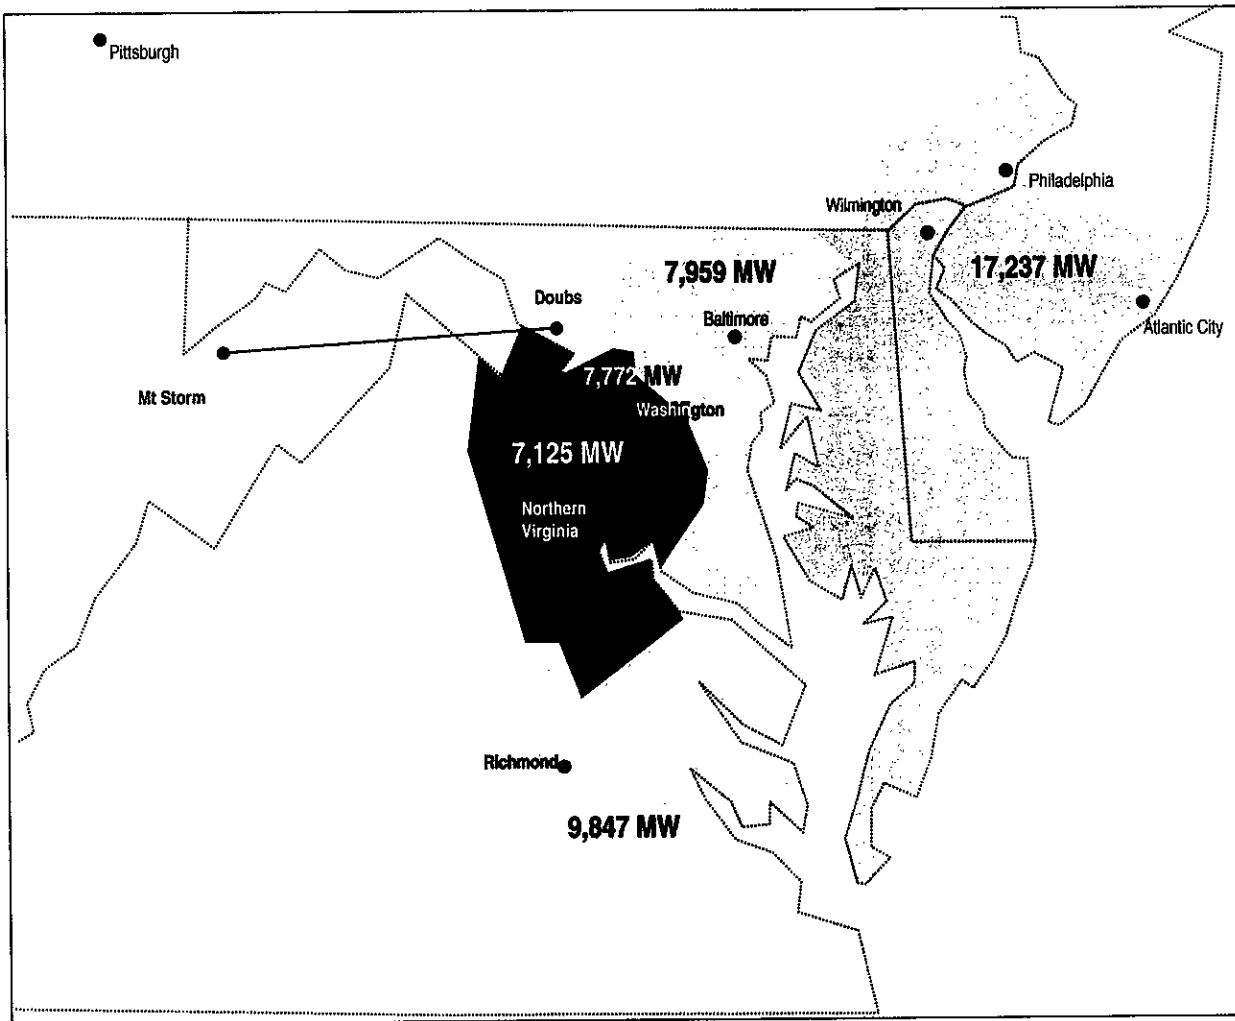 Pittsburgh
Philadelphia
Wilmington
7,959 MW
17,237 MW
Doubs
Baltimore
Atlantic City
7,772 MW
Mt Storm
Washington
7,125 MW
Northern
Virginia
Richmond
9,847 MW